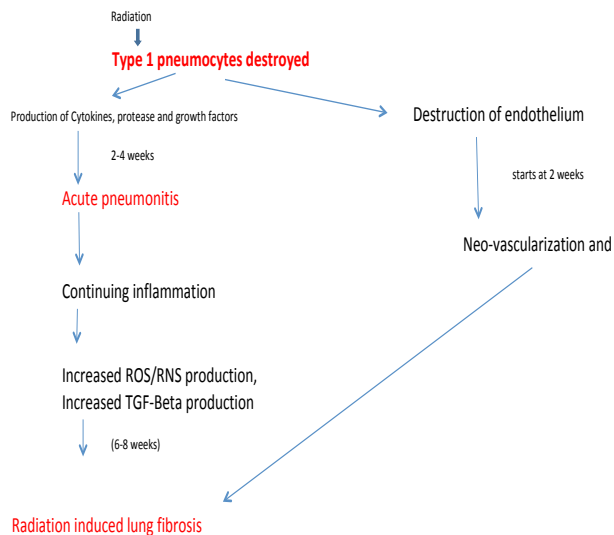 Radiation
Type 1 pneumocytes destroyed
Production of Cytokines, protease and growth factors
Destruction of endothelium
2-4 weeks
starts at 2 weeks
Acute pneumonitis
Neo-vascularization and
Continuing inflammation
Increased ROS/RNS production,
Increased TGF-Beta production
(6-8 weeks)
Radiation induced lung fibrosis